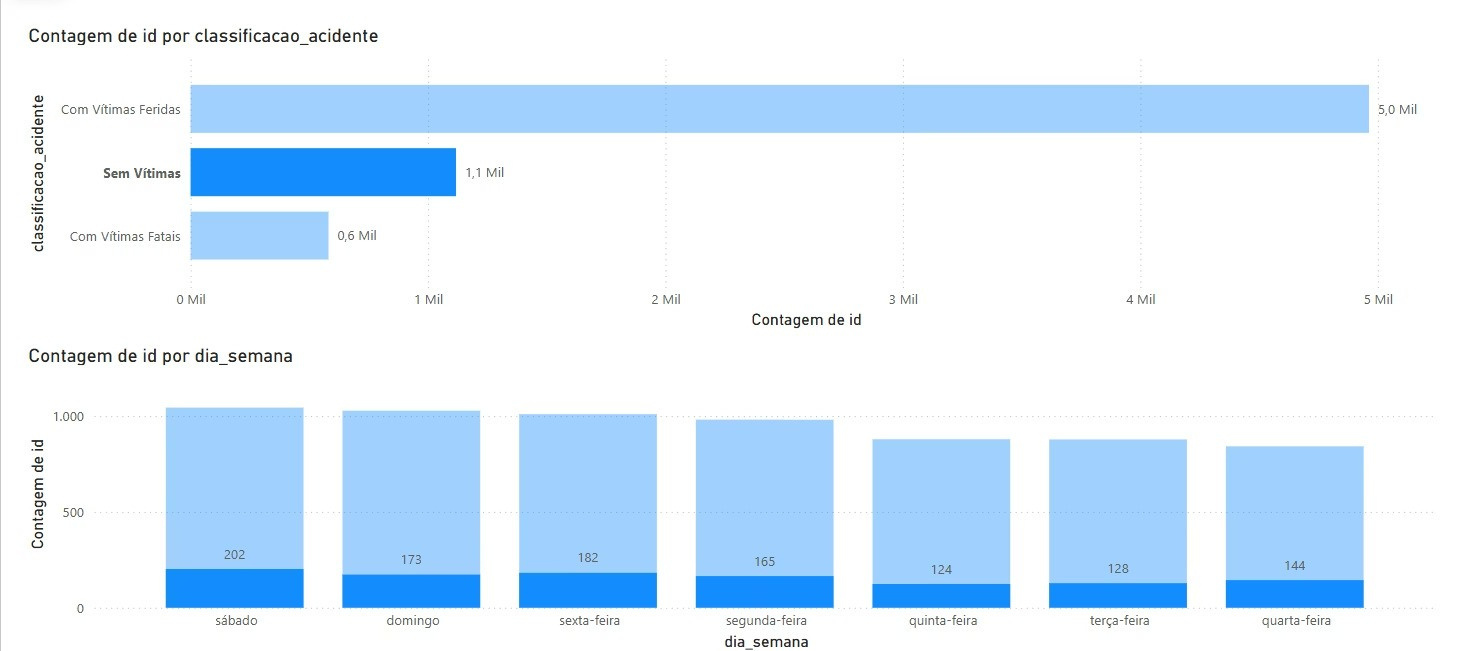 Contagem de id por classificacao_acidente
classificacao_acidente
Com Vítimas Feridas
5,0 Mil
Sem Vítimas
1,1 Mil
Com Vítimas Fatais
0,6 Mil
0 Mil
1 Mil
2 Mil
3 Mil
4 Mil
5 Mil
Contagem de id
Contagem de id por dia_semana
Contagem de id
1.000
500
0
202
173
182
165
124
128
144
sábado
domingo
sexta-feira
segunda-feira
quinta-feira
terça-feira
quarta-feira
dia_semana